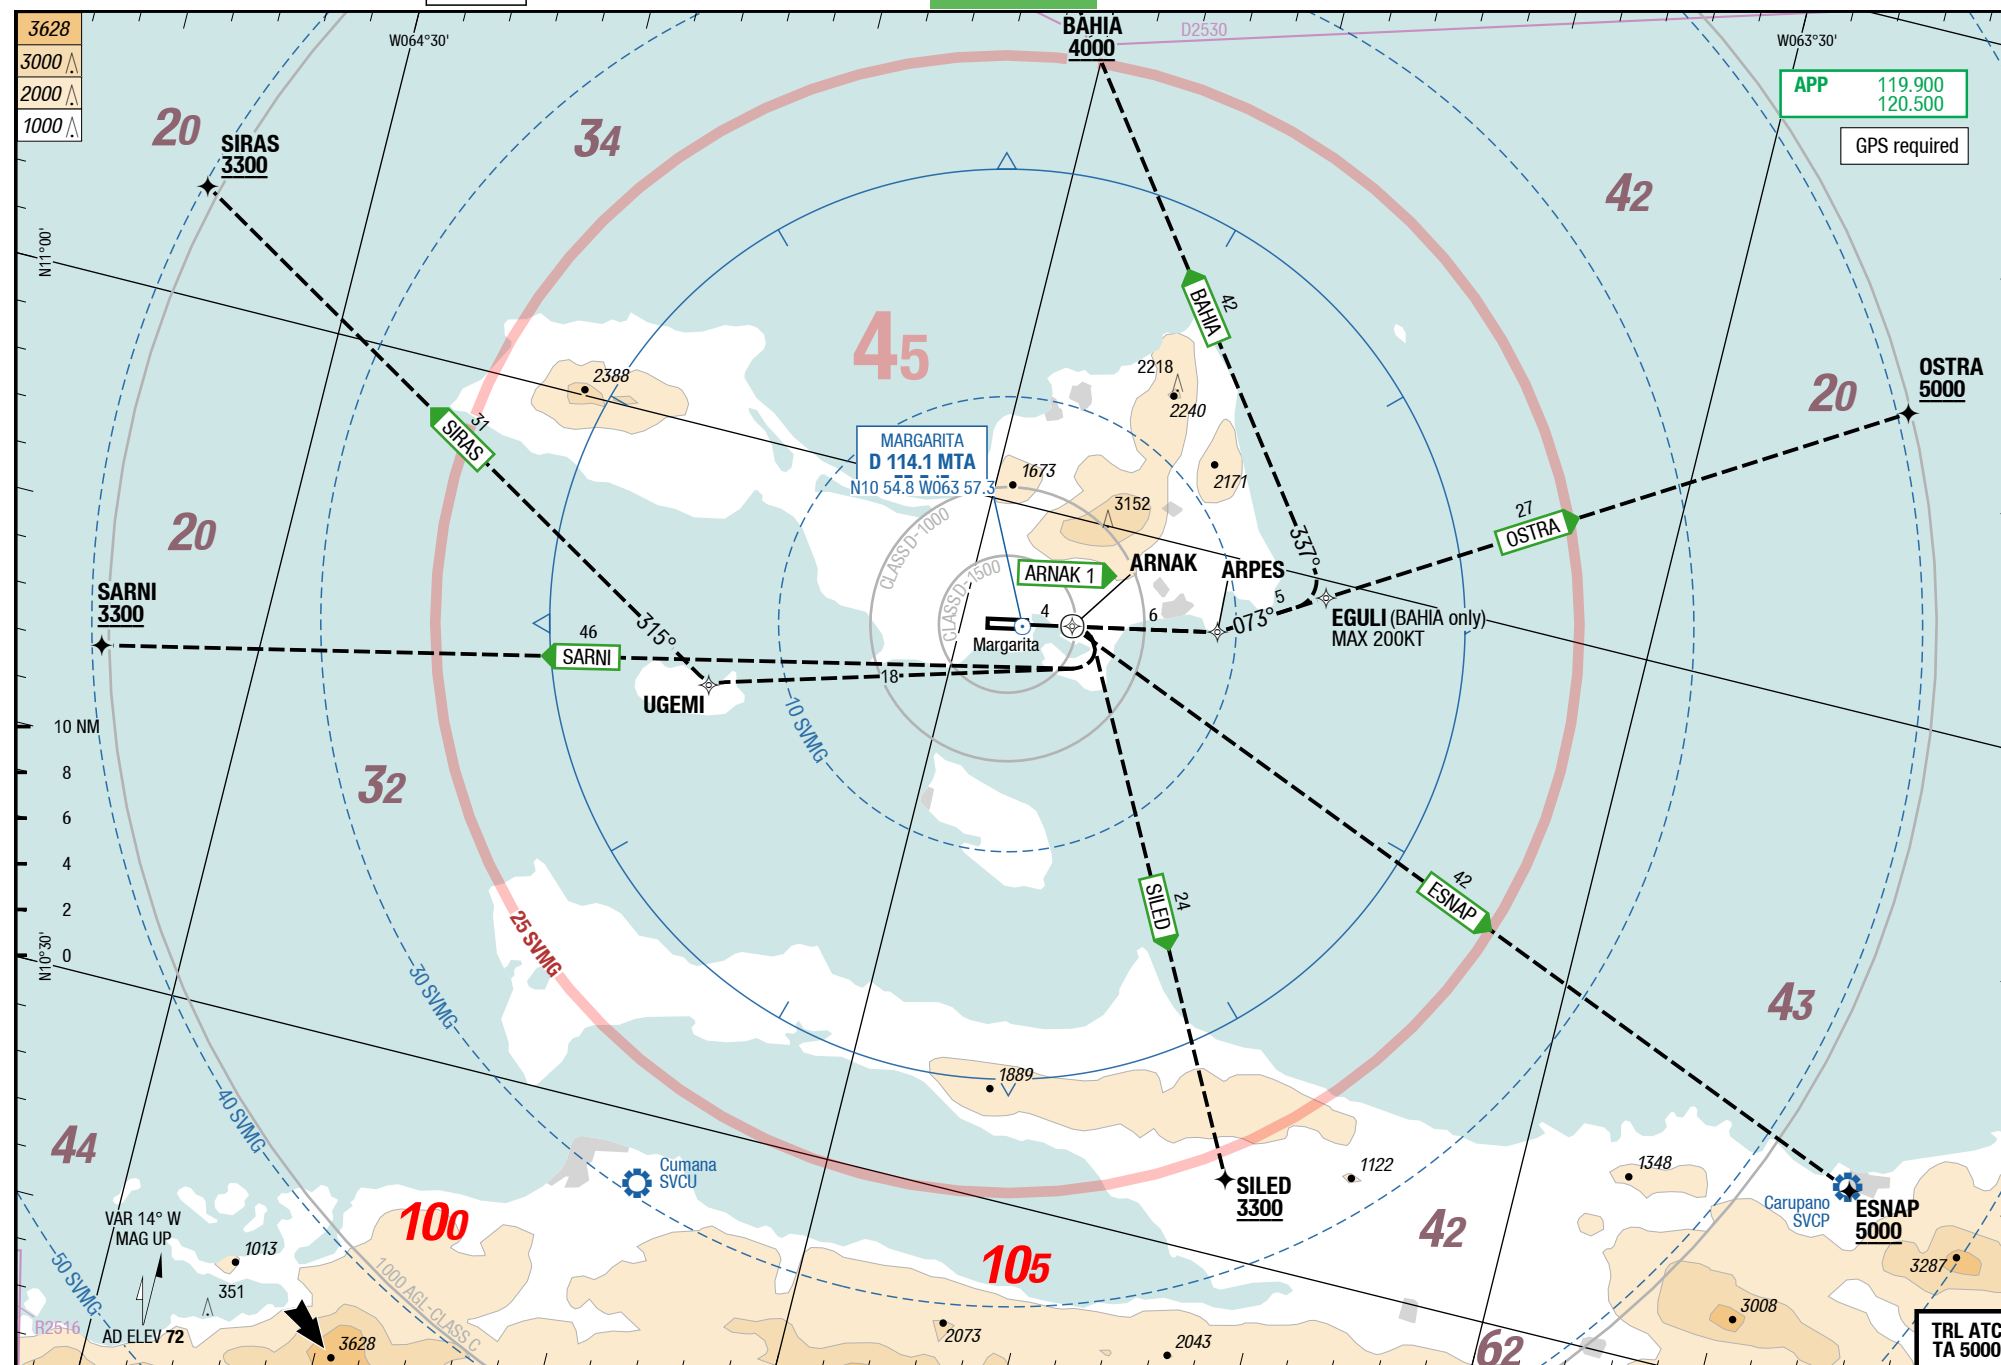 3628
3000
2000
1000
W064°30'
BAHIA
4000
D2530
W063°30'
APP 119.900
120.500
GPS required
20
SIRAS
3300
34
42
N11°00'
45
BAHIA
42
2388
2218
2240
OSTRA
5000
20
SIRAS
31
MARGARITA
D 114.1 MTA
N10 54.8 W063 57.3
1673
2171
3152
CLASS D-1000
CLASS D-1500
27
OSTRA
20
337°
ARNAK 1
ARNAK
ARPES
SARNI
3300
315°
46
SARNI
4
6
073°
5
EGULI (BAHIA only)
MAX 200KT
Margarita
18
UGEMI
10 SVMG
10 NM
8
6
4
2
0
N10°30'
32
SILED
24
42
ESNAP
25 SVMG
30 SVMG
43
40 SVMG
1889
44
Cumana
SVCU
1122
1348
SILED
3300
Carupano
SVCP
ESNAP
5000
VAR 14° W
MAG UP
100
105
42
1013
351
50 SVMG
1000 AGL-CLASS C
3287
3008
R2516
AD ELEV 72
3628
2073
2043
62
TRL ATC
TA 5000